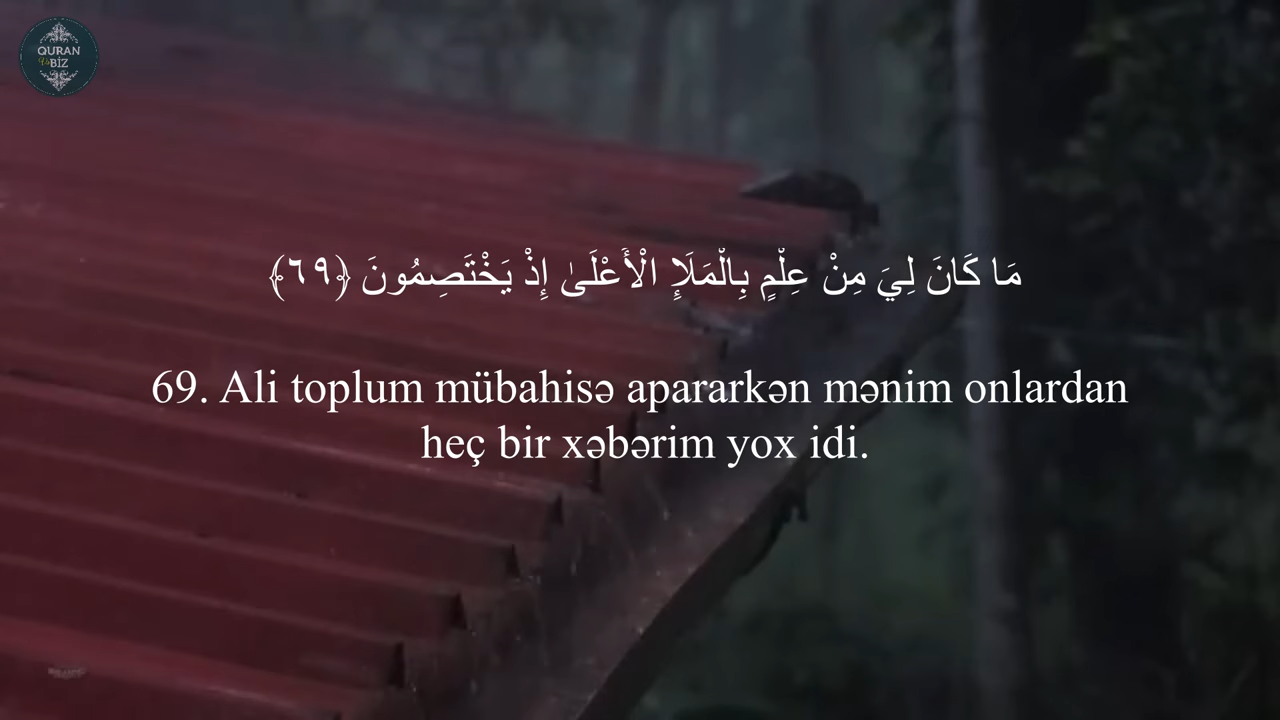 QURAN
Və
BİZ
مَا كَانَ لِيَ مِنْ عِلْمٍ بِالْمَلَإِ الْأَعْلَىٰ إِذْ يَخْتَصِمُونَ ﴿٦٩﴾
69. Ali toplum mübahisə apararkən mənim onlardan
heç bir xəbərim yox idi.